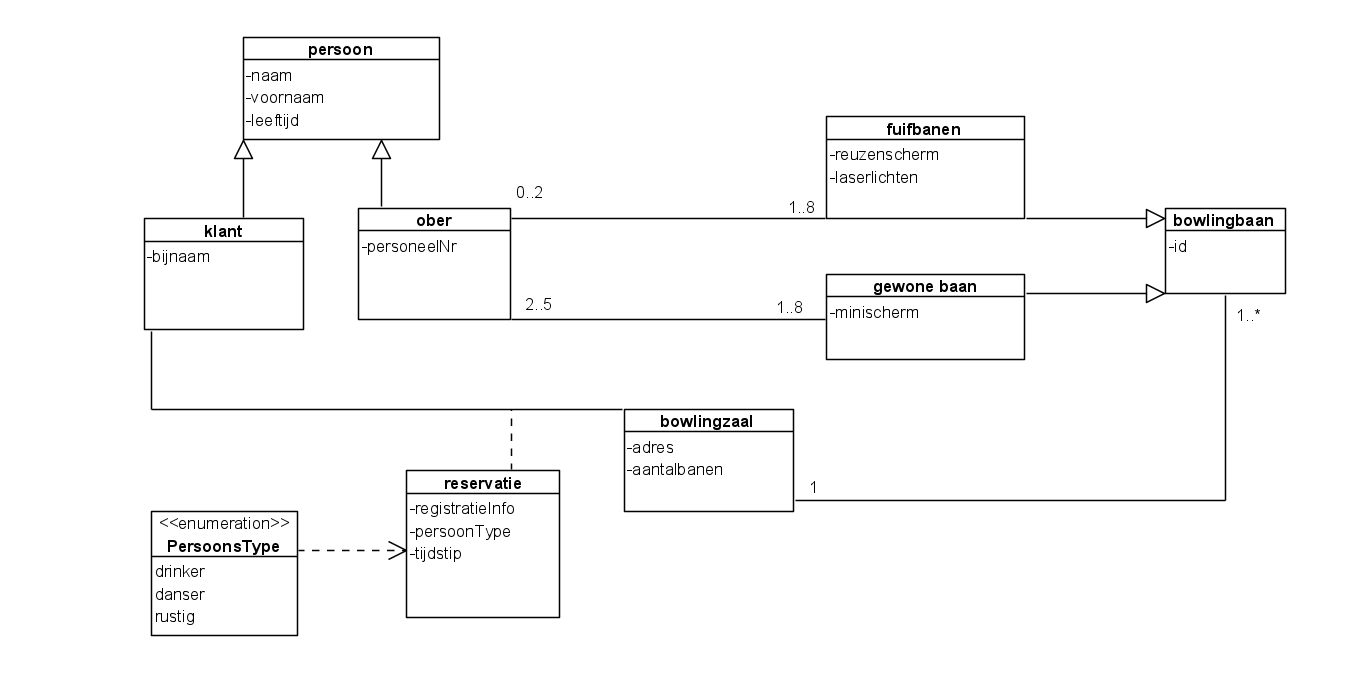 persoon
-naam
-voornaam
-leeftijd
fuifbanen
-reuzenscherm
-laserlichten
0..2
1..8
klant
-bijnaam
ober
-personeelNr
bowlingbaan
-id
gewone baan
-minischerm
2..5
1..8
1..*
bowlingzaal
-adres
-aantalbanen
1
reservatie
-registratieInfo
-persoonType
-tijdstip
<<enumeration>>
PersoonsType
drinker
danser
rustig